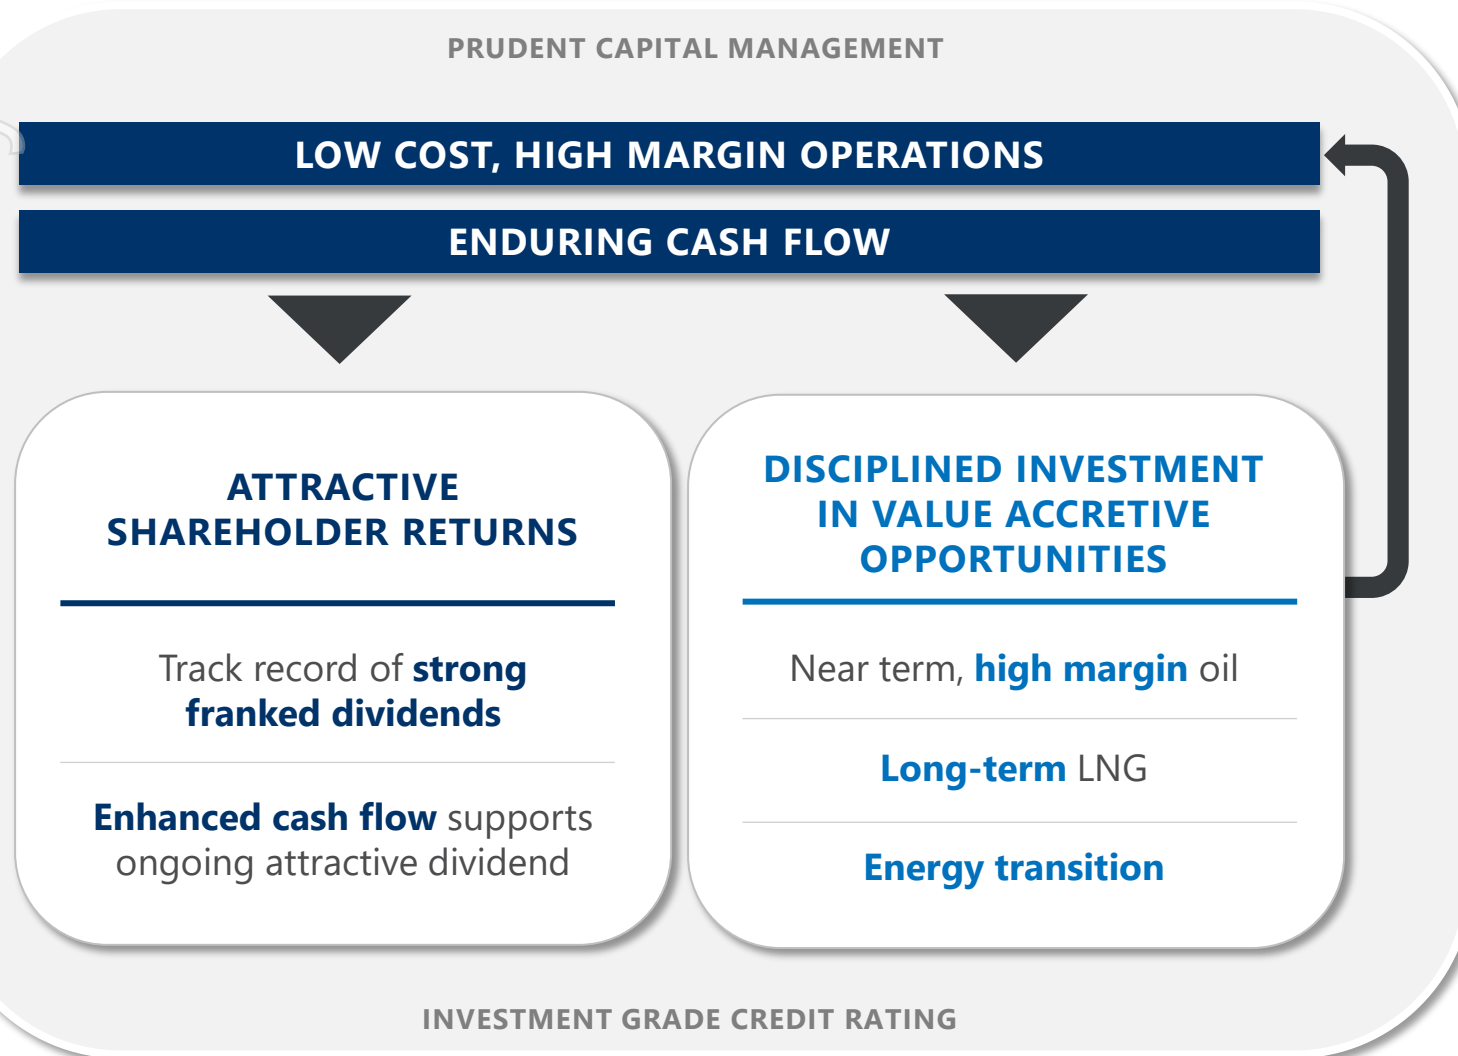 PRUDENT CAPITAL MANAGEMENT
LOW COST, HIGH MARGIN OPERATIONS
ENDURING CASH FLOW
ATTRACTIVE
SHAREHOLDER RETURNS
Track record of strong
franked dividends
Enhanced cash flow supports
ongoing attractive dividend
DISCIPLINED INVESTMENT
IN VALUE ACCRETIVE
OPPORTUNITIES
Near term, high margin oil
Long-term LNG
Energy transition
INVESTMENT GRADE CREDIT RATING